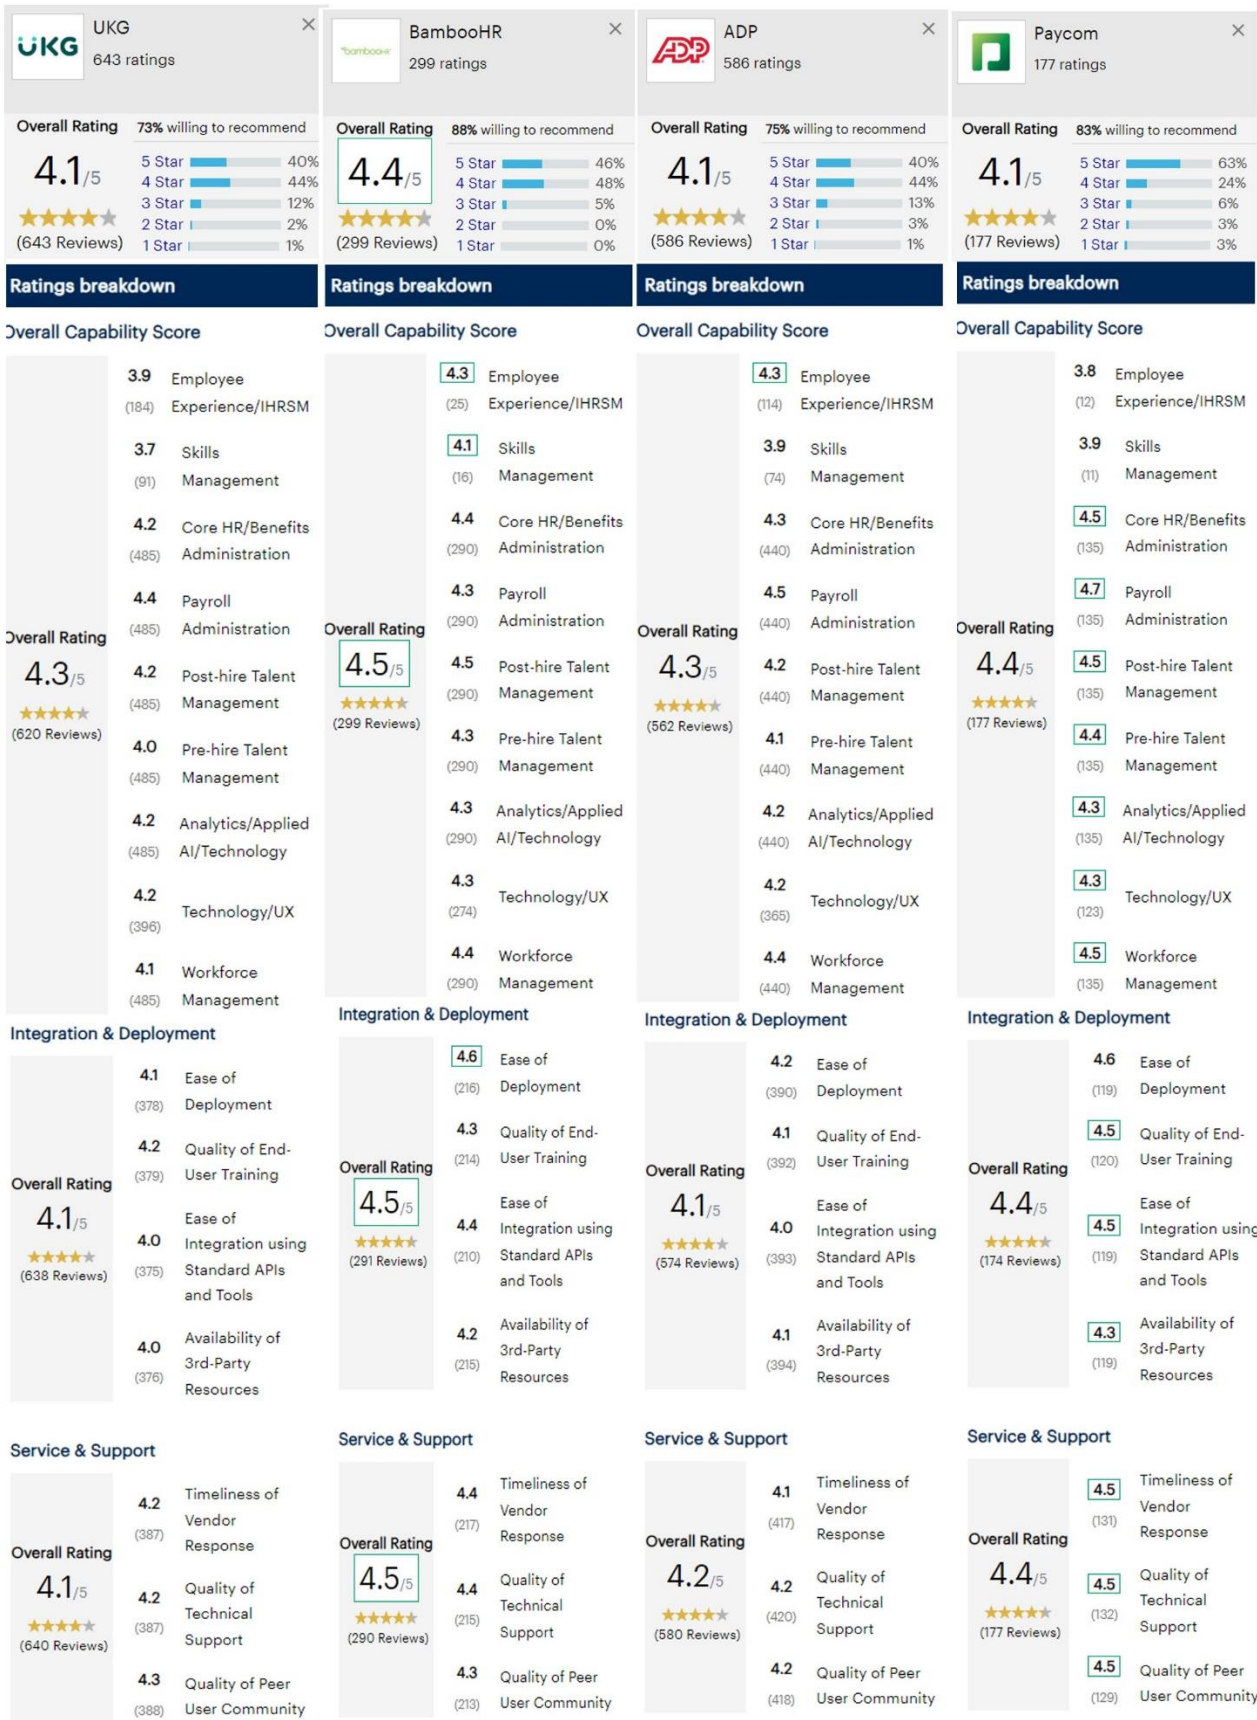 UKG
UKG
643 ratings
Overall Rating
73% willing to recommend
4.1/5
(643 Reviews)
5 Star 40%
4 Star 44%
3 Star 12%
2 Star 2%
1 Star 1%
Ratings breakdown
Overall Capability Score
Overall Rating
4.3/5
(620 Reviews)
3.9 Employee
(184) Experience/IHRSM
3.7 Skills
(91) Management
4.2 Core HR/Benefits
(485) Administration
4.4 Payroll
(485) Administration
4.2 Post-hire Talent
(485) Management
4.0 Pre-hire Talent
(485) Management
4.2 Analytics/Applied
(485) AI/Technology
4.2
Technology/UX
(396)
4.1 Workforce
(485) Management
Integration & Deployment
Overall Rating
4.1/5
(638 Reviews)
4.1 Ease of
(378) Deployment
4.2 Quality of End-
(379) User Training
Ease of
4.0 Integration using
(375) Standard APIs
and Tools
Availability of
4.0 3rd-Party
(376) Resources
Service & Support
Overall Rating
4.1/5
(640 Reviews)
Timeliness of
4.2 Vendor
(387) Response
Quality of
4.2 Technical
(387) Support
4.3 Quality of Peer
(388) User Community
bambooHR
BambooHR
299 ratings
Overall Rating
88% willing to recommend
4.4/5
(299 Reviews)
5 Star 46%
4 Star 48%
3 Star 5%
2 Star 0%
1 Star 0%
Ratings breakdown
Overall Capability Score
Overall Rating
4.5/5
(299 Reviews)
4.3 Employee
(25) Experience/IHRSM
4.1 Skills
(16) Management
4.4 Core HR/Benefits
(290) Administration
4.3 Payroll
(290) Administration
4.5 Post-hire Talent
(290) Management
4.3 Pre-hire Talent
(290) Management
4.3 Analytics/Applied
(290) AI/Technology
4.3
Technology/UX
(274)
4.4 Workforce
(290) Management
Integration & Deployment
Overall Rating
4.5/5
(291 Reviews)
4.6 Ease of
(216) Deployment
4.3 Quality of End-
(214) User Training
Ease of
4.4 Integration using
(210) Standard APIs
and Tools
Availability of
4.2 3rd-Party
(215) Resources
Service & Support
Overall Rating
4.5/5
(290 Reviews)
Timeliness of
4.4 Vendor
(217) Response
Quality of
4.4 Technical
(215) Support
4.3 Quality of Peer
(213) User Community
ADP
ADP
586 ratings
Overall Rating
75% willing to recommend
4.1/5
(586 Reviews)
5 Star 40%
4 Star 44%
3 Star 13%
2 Star 3%
1 Star 1%
Ratings breakdown
Overall Capability Score
Overall Rating
4.3/5
(562 Reviews)
4.3 Employee
(114) Experience/IHRSM
3.9 Skills
(74) Management
4.3 Core HR/Benefits
(440) Administration
4.5 Payroll
(440) Administration
4.2 Post-hire Talent
(440) Management
4.1 Pre-hire Talent
(440) Management
4.2 Analytics/Applied
(440) AI/Technology
4.2
Technology/UX
(365)
4.4 Workforce
(440) Management
Integration & Deployment
Overall Rating
4.1/5
(574 Reviews)
4.2 Ease of
(390) Deployment
4.1 Quality of End-
(392) User Training
Ease of
4.0 Integration using
(393) Standard APIs
and Tools
Availability of
4.1 3rd-Party
(394) Resources
Service & Support
Overall Rating
4.2/5
(580 Reviews)
Timeliness of
4.1 Vendor
(417) Response
Quality of
4.2 Technical
(420) Support
4.2 Quality of Peer
(418) User Community
Paycom
177 ratings
Overall Rating
83% willing to recommend
4.1/5
(177 Reviews)
5 Star 63%
4 Star 24%
3 Star 6%
2 Star 3%
1 Star 3%
Ratings breakdown
Overall Capability Score
Overall Rating
4.4/5
(177 Reviews)
3.8 Employee
(12) Experience/IHRSM
3.9 Skills
(11) Management
4.5 Core HR/Benefits
(135) Administration
4.7 Payroll
(135) Administration
4.5 Post-hire Talent
(135) Management
4.4 Pre-hire Talent
(135) Management
4.3 Analytics/Applied
(135) AI/Technology
4.3
Technology/UX
(123)
4.5 Workforce
(135) Management
Integration & Deployment
Overall Rating
4.4/5
(174 Reviews)
4.6 Ease of
(119) Deployment
4.5 Quality of End-
(120) User Training
Ease of
4.5 Integration using
(119) Standard APIs
and Tools
Availability of
4.3 3rd-Party
(119) Resources
Service & Support
Overall Rating
4.4/5
(177 Reviews)
Timeliness of
4.5 Vendor
(131) Response
Quality of
4.5 Technical
(132) Support
4.5 Quality of Peer
(129) User Community